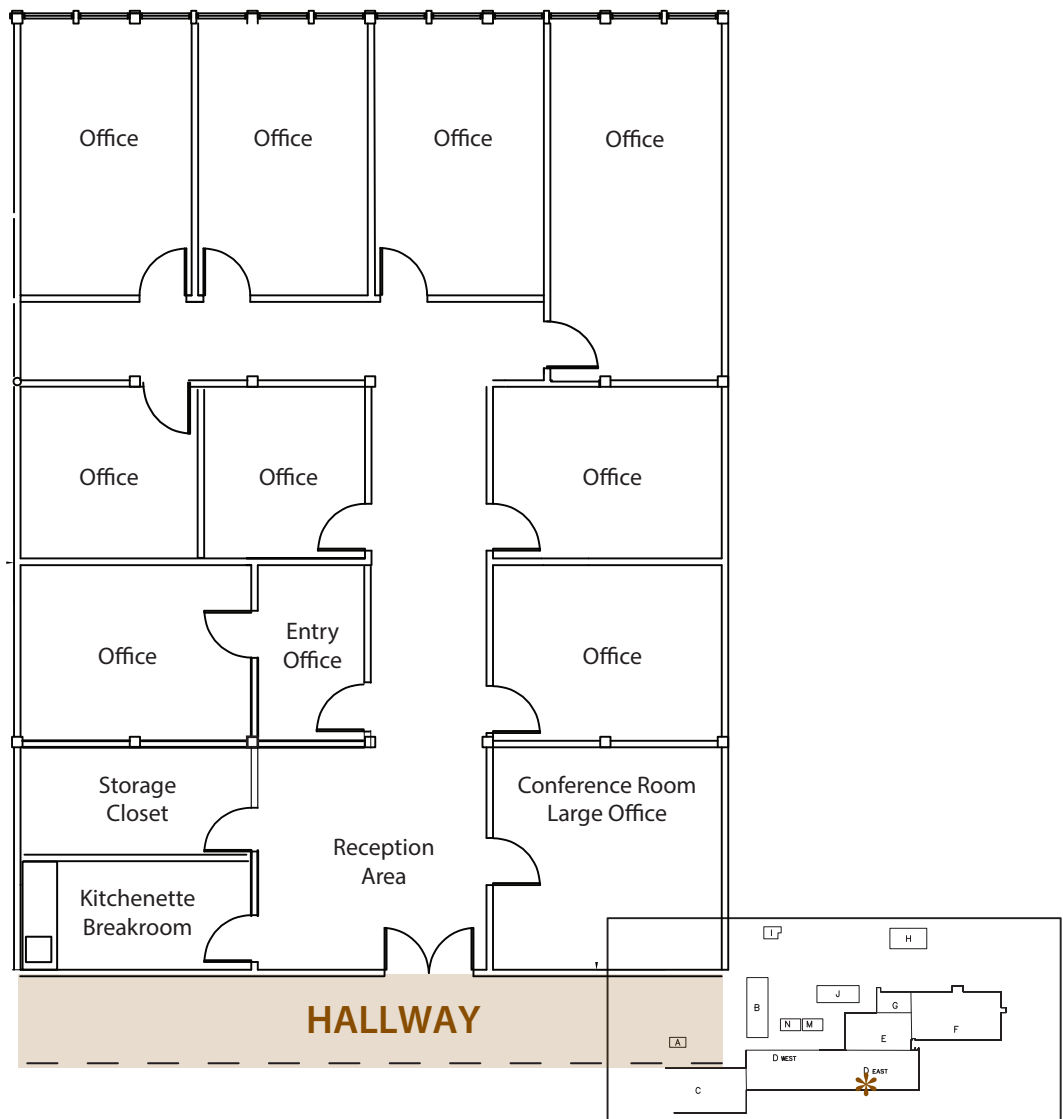 Office
Office
Office
Office
Office
Office
Office
Office
Entry
Office
Office
Storage
Closet
Conference Room
Large Office
Reception
Area
Kitchenette
Breakroom
HALLWAY
I
H
B
J
G
N
M
F
E
A
D WEST
D EAST
C